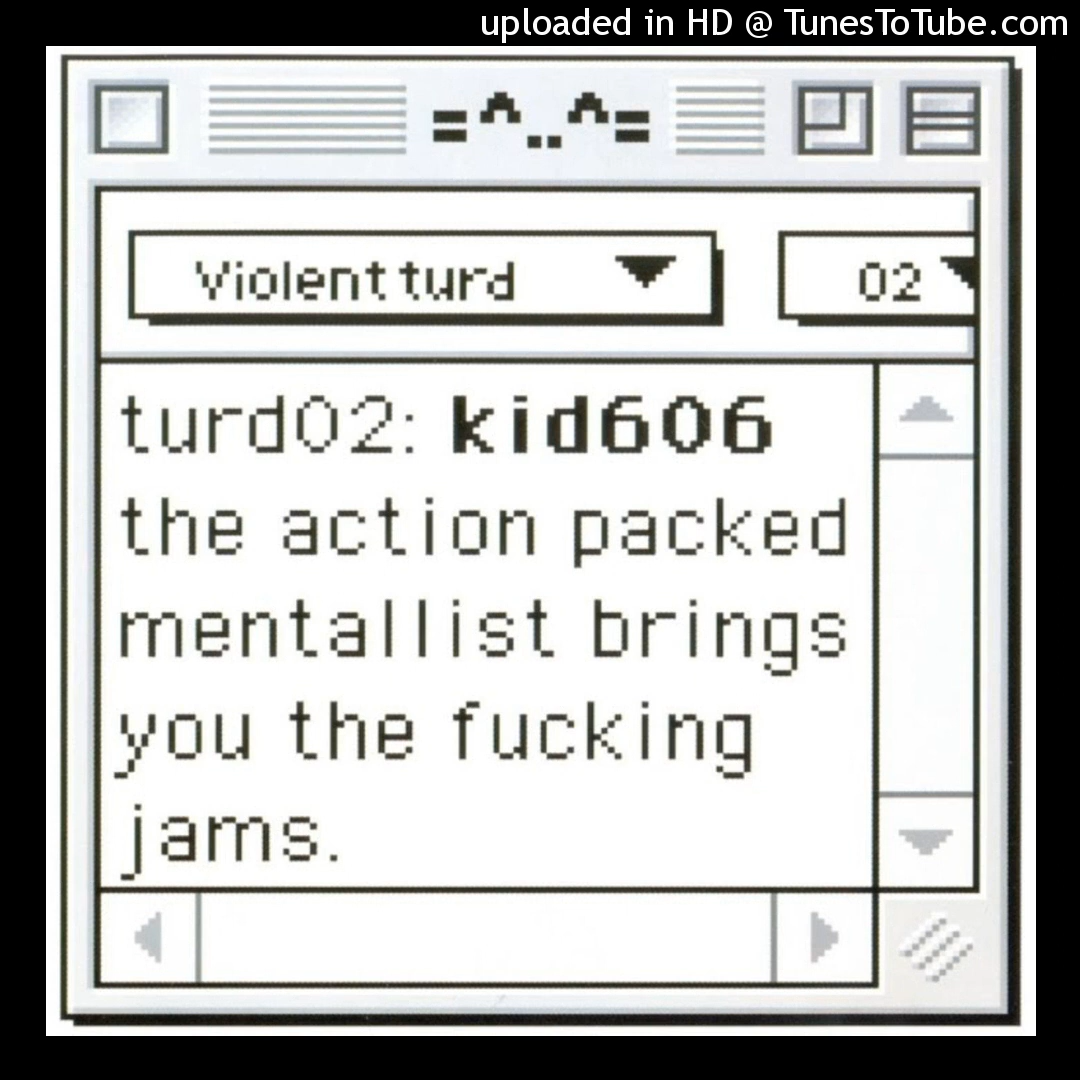 uploaded in HD @ TunesToTube.com
=^..^=
Violent turd
02
turd02: kid606
the action packed
mentallist brings
you the fucking
jams.